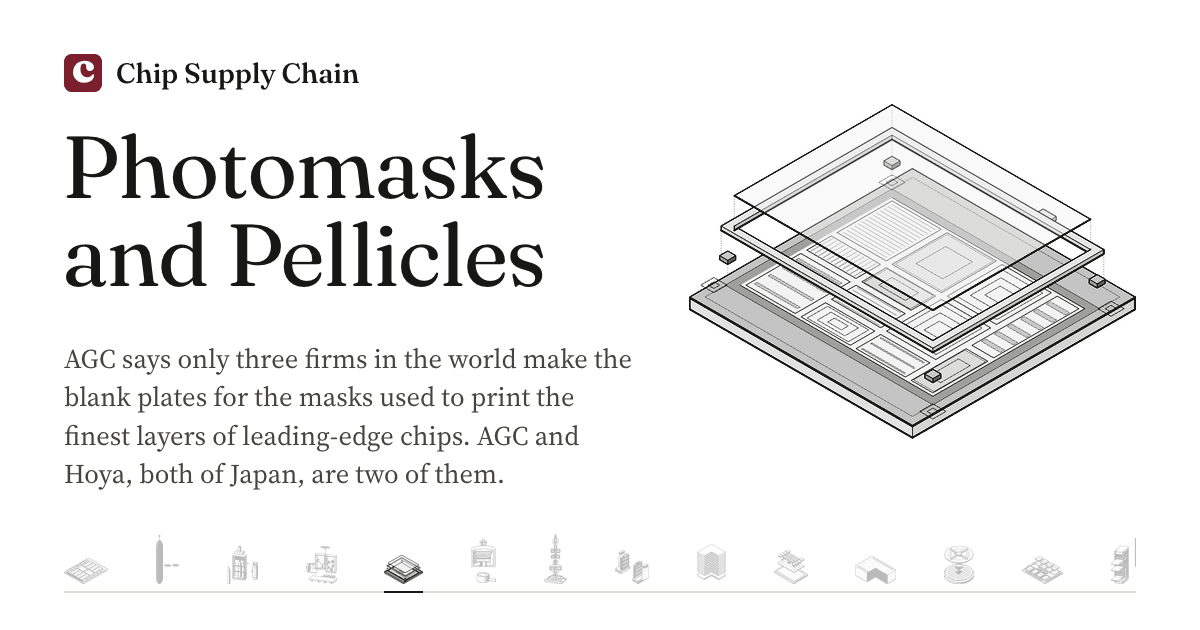 C Chip Supply Chain
Photomasks
and Pellicles
AGC says only three firms in the world make the
blank plates for the masks used to print the
finest layers of leading-edge chips. AGC and
Hoya, both of Japan, are two of them.